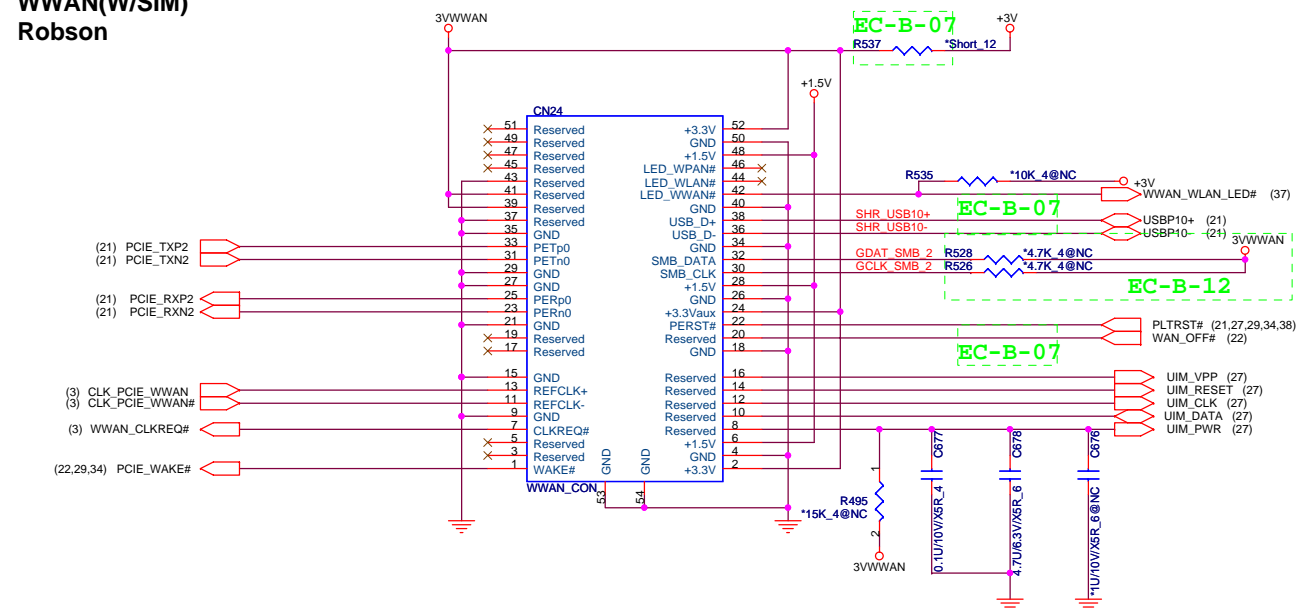 WWAN(W/SIM)
Robson
3VWWAN
EC-B-07
+3V
R537
*Short_12
+1.5V
CN24
51 Reserved
49 Reserved
47 Reserved
45 Reserved
43 Reserved
41 Reserved
39 Reserved
37 Reserved
35 GND
33 PETp0
31 PETn0
29 GND
27 GND
25 PERp0
23 PERn0
21 GND
19 Reserved
17 Reserved
15 GND
13 REFCLK+
11 REFCLK-
9 GND
7 CLKREQ#
5 Reserved
3 Reserved
1 WAKE#
+3.3V 52
GND 50
+1.5V 48
LED_WPAN# 46
LED_WLAN# 44
LED_WWAN# 42
GND 40
USB_D+ 38
USB_D- 36
GND 34
SMB_DATA 32
SMB_CLK 30
+1.5V 28
GND 26
+3.3Vaux 24
PERST# 22
Reserved 20
GND 18
Reserved 16
Reserved 14
Reserved 12
Reserved 10
Reserved 8
+1.5V 6
GND 4
+3.3V 2
GND
GND
53
54
WWAN_CON
(21) PCIE_TXP2
(21) PCIE_TXN2
(21) PCIE_RXP2
(21) PCIE_RXN2
(3) CLK_PCIE_WWAN
(3) CLK_PCIE_WWAN#
(3) WWAN_CLKREQ#
(22,29,34) PCIE_WAKE#
R535
*10K_4@NC
+3V
WWAN_WLAN_LED# (37)
EC-B-07
SHR_USB10+
SHR_USB10-
USBP10+ (21)
USBP10- (21)
3VWWAN
GDAT_SMB_2 R528 *4.7K_4@NC
GCLK_SMB_2 R526 *4.7K_4@NC
EC-B-12
PLTRST# (21,27,29,34,38)
WAN_OFF# (22)
EC-B-07
UIM_VPP (27)
UIM_RESET (27)
UIM_CLK (27)
UIM_DATA (27)
UIM_PWR (27)
1
R495
*15K_4@NC
2
3VWWAN
C677
0.1U/10V/X5R_4
C678
4.7U/6.3V/X5R_6
C676
*1U/10V/X5R_6@NC